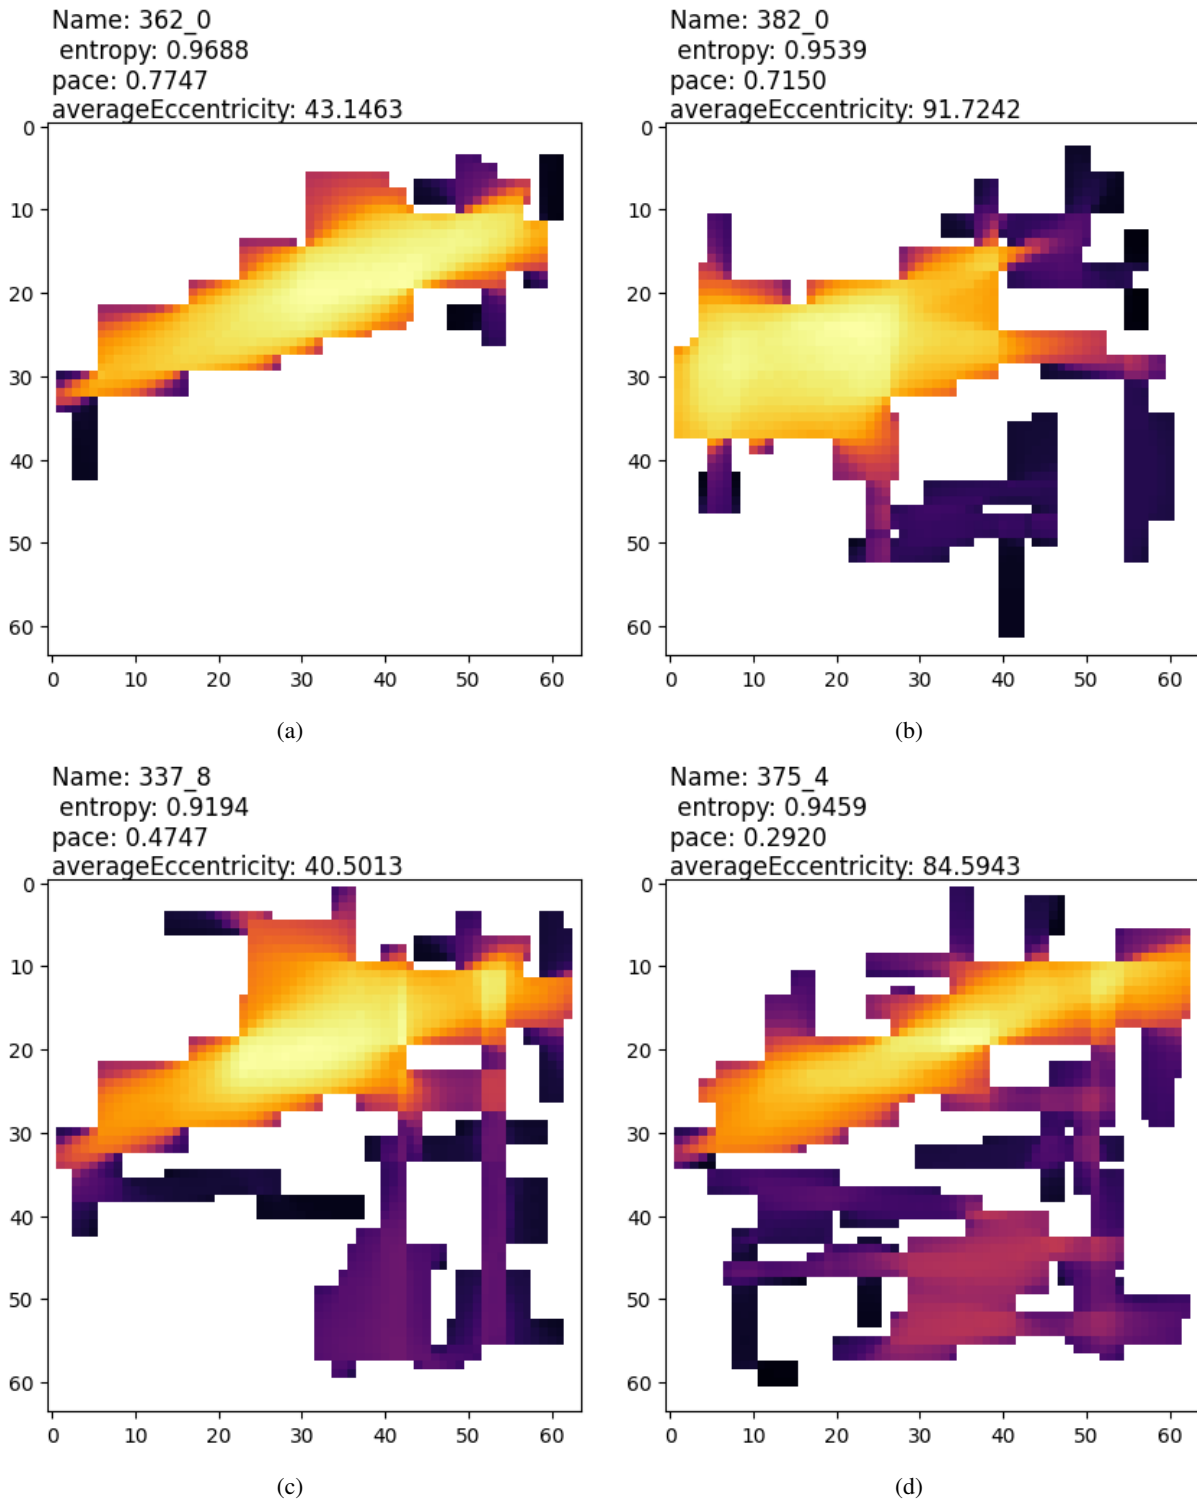 Name: 362_0
entropy: 0.9688
pace: 0.7747
averageEccentricity: 43.1463
0
10
20
30
40
50
60
0 10 20 30 40 50 60
(a)
Name: 382_0
entropy: 0.9539
pace: 0.7150
averageEccentricity: 91.7242
0
10
20
30
40
50
60
0 10 20 30 40 50 60
(b)
Name: 337_8
entropy: 0.9194
pace: 0.4747
averageEccentricity: 40.5013
0
10
20
30
40
50
60
0 10 20 30 40 50 60
(c)
Name: 375_4
entropy: 0.9459
pace: 0.2920
averageEccentricity: 84.5943
0
10
20
30
40
50
60
0 10 20 30 40 50 60
(d)